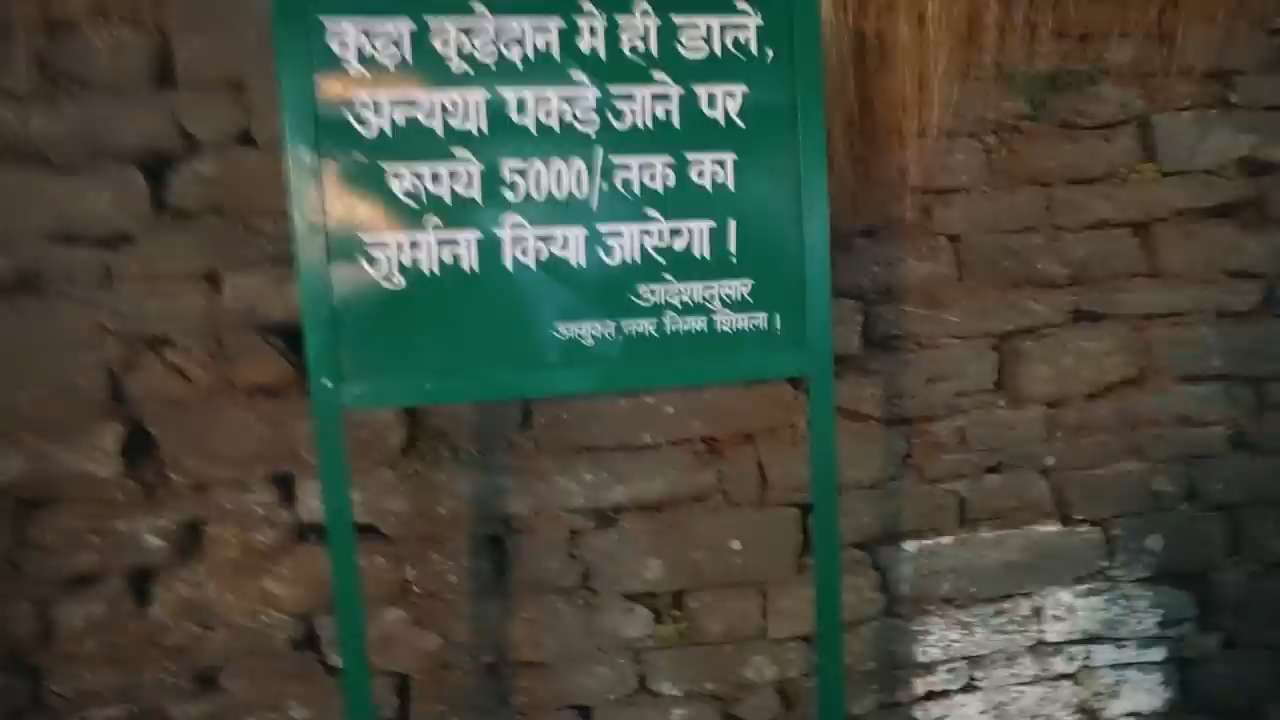 कूड़ा कूड़ेदान में ही डालें,
अन्यथा पकड़े जाने पर
रूपये 5000/- तक का
जुर्माना किया जाऐगा !
आदेशानुसार
आयुक्त, नगर निगम शिमला !